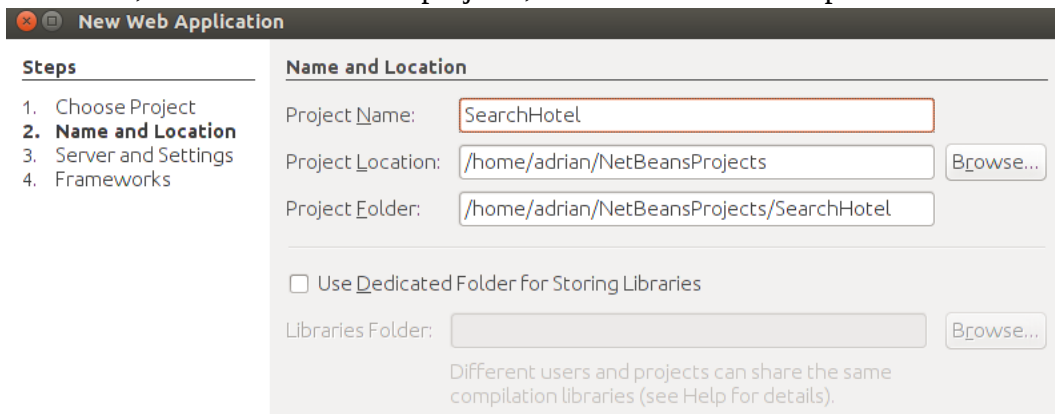 New Web Application
Steps
1. Choose Project
2. Name and Location
3. Server and Settings
4. Frameworks
Name and Location
Project Name: SearchHotel
Project Location: /home/adrian/NetBeansProjects Browse...
Project Folder: /home/adrian/NetBeansProjects/SearchHotel
Use Dedicated Folder for Storing Libraries
Libraries Folder: Browse...
Different users and projects can share the same
compilation libraries (see Help for details).